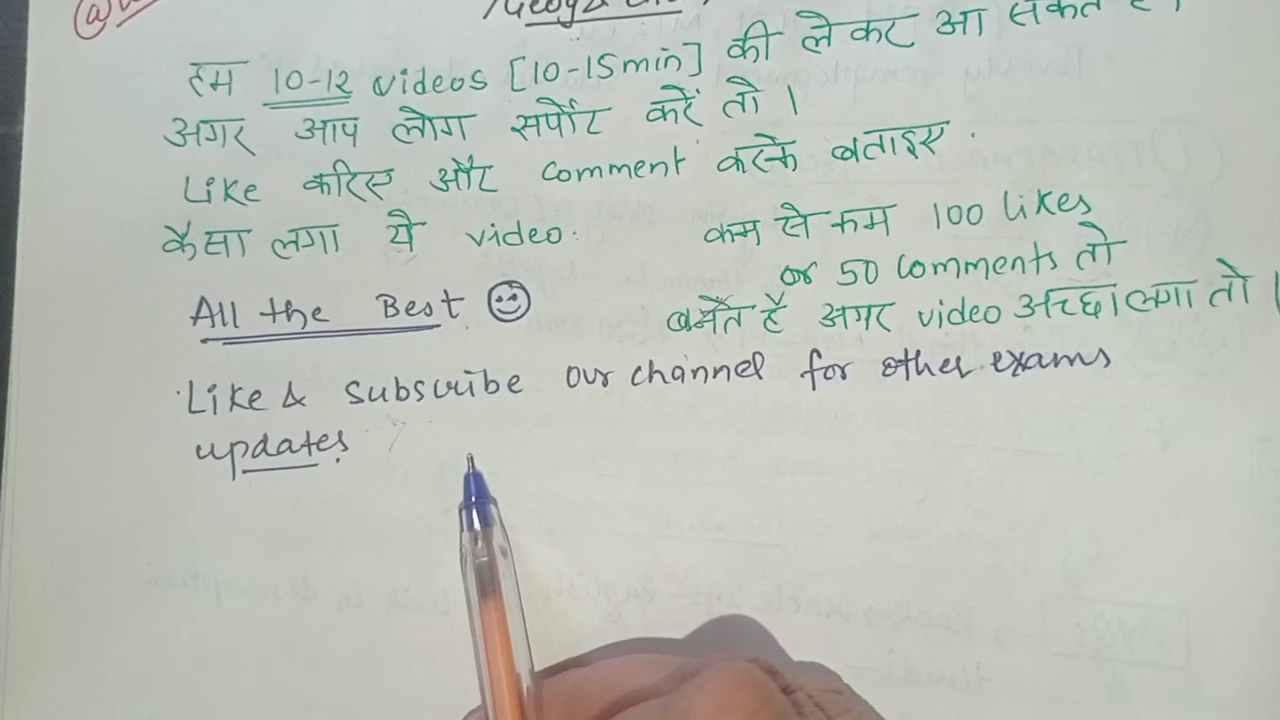 हम 10-12 videos [10-15min] की लेकर आ सकते है।
अगर आप लोग सर्पोट करें तो ।
Like करिए और comment करके बताइए.
कैसा लगा ये video.
कम से कम 100 likes
or 50 comments तो
बनते है अगर video अच्छा लगा तो ।
All the Best.
Like & subscribe our channel for other exams
updates.